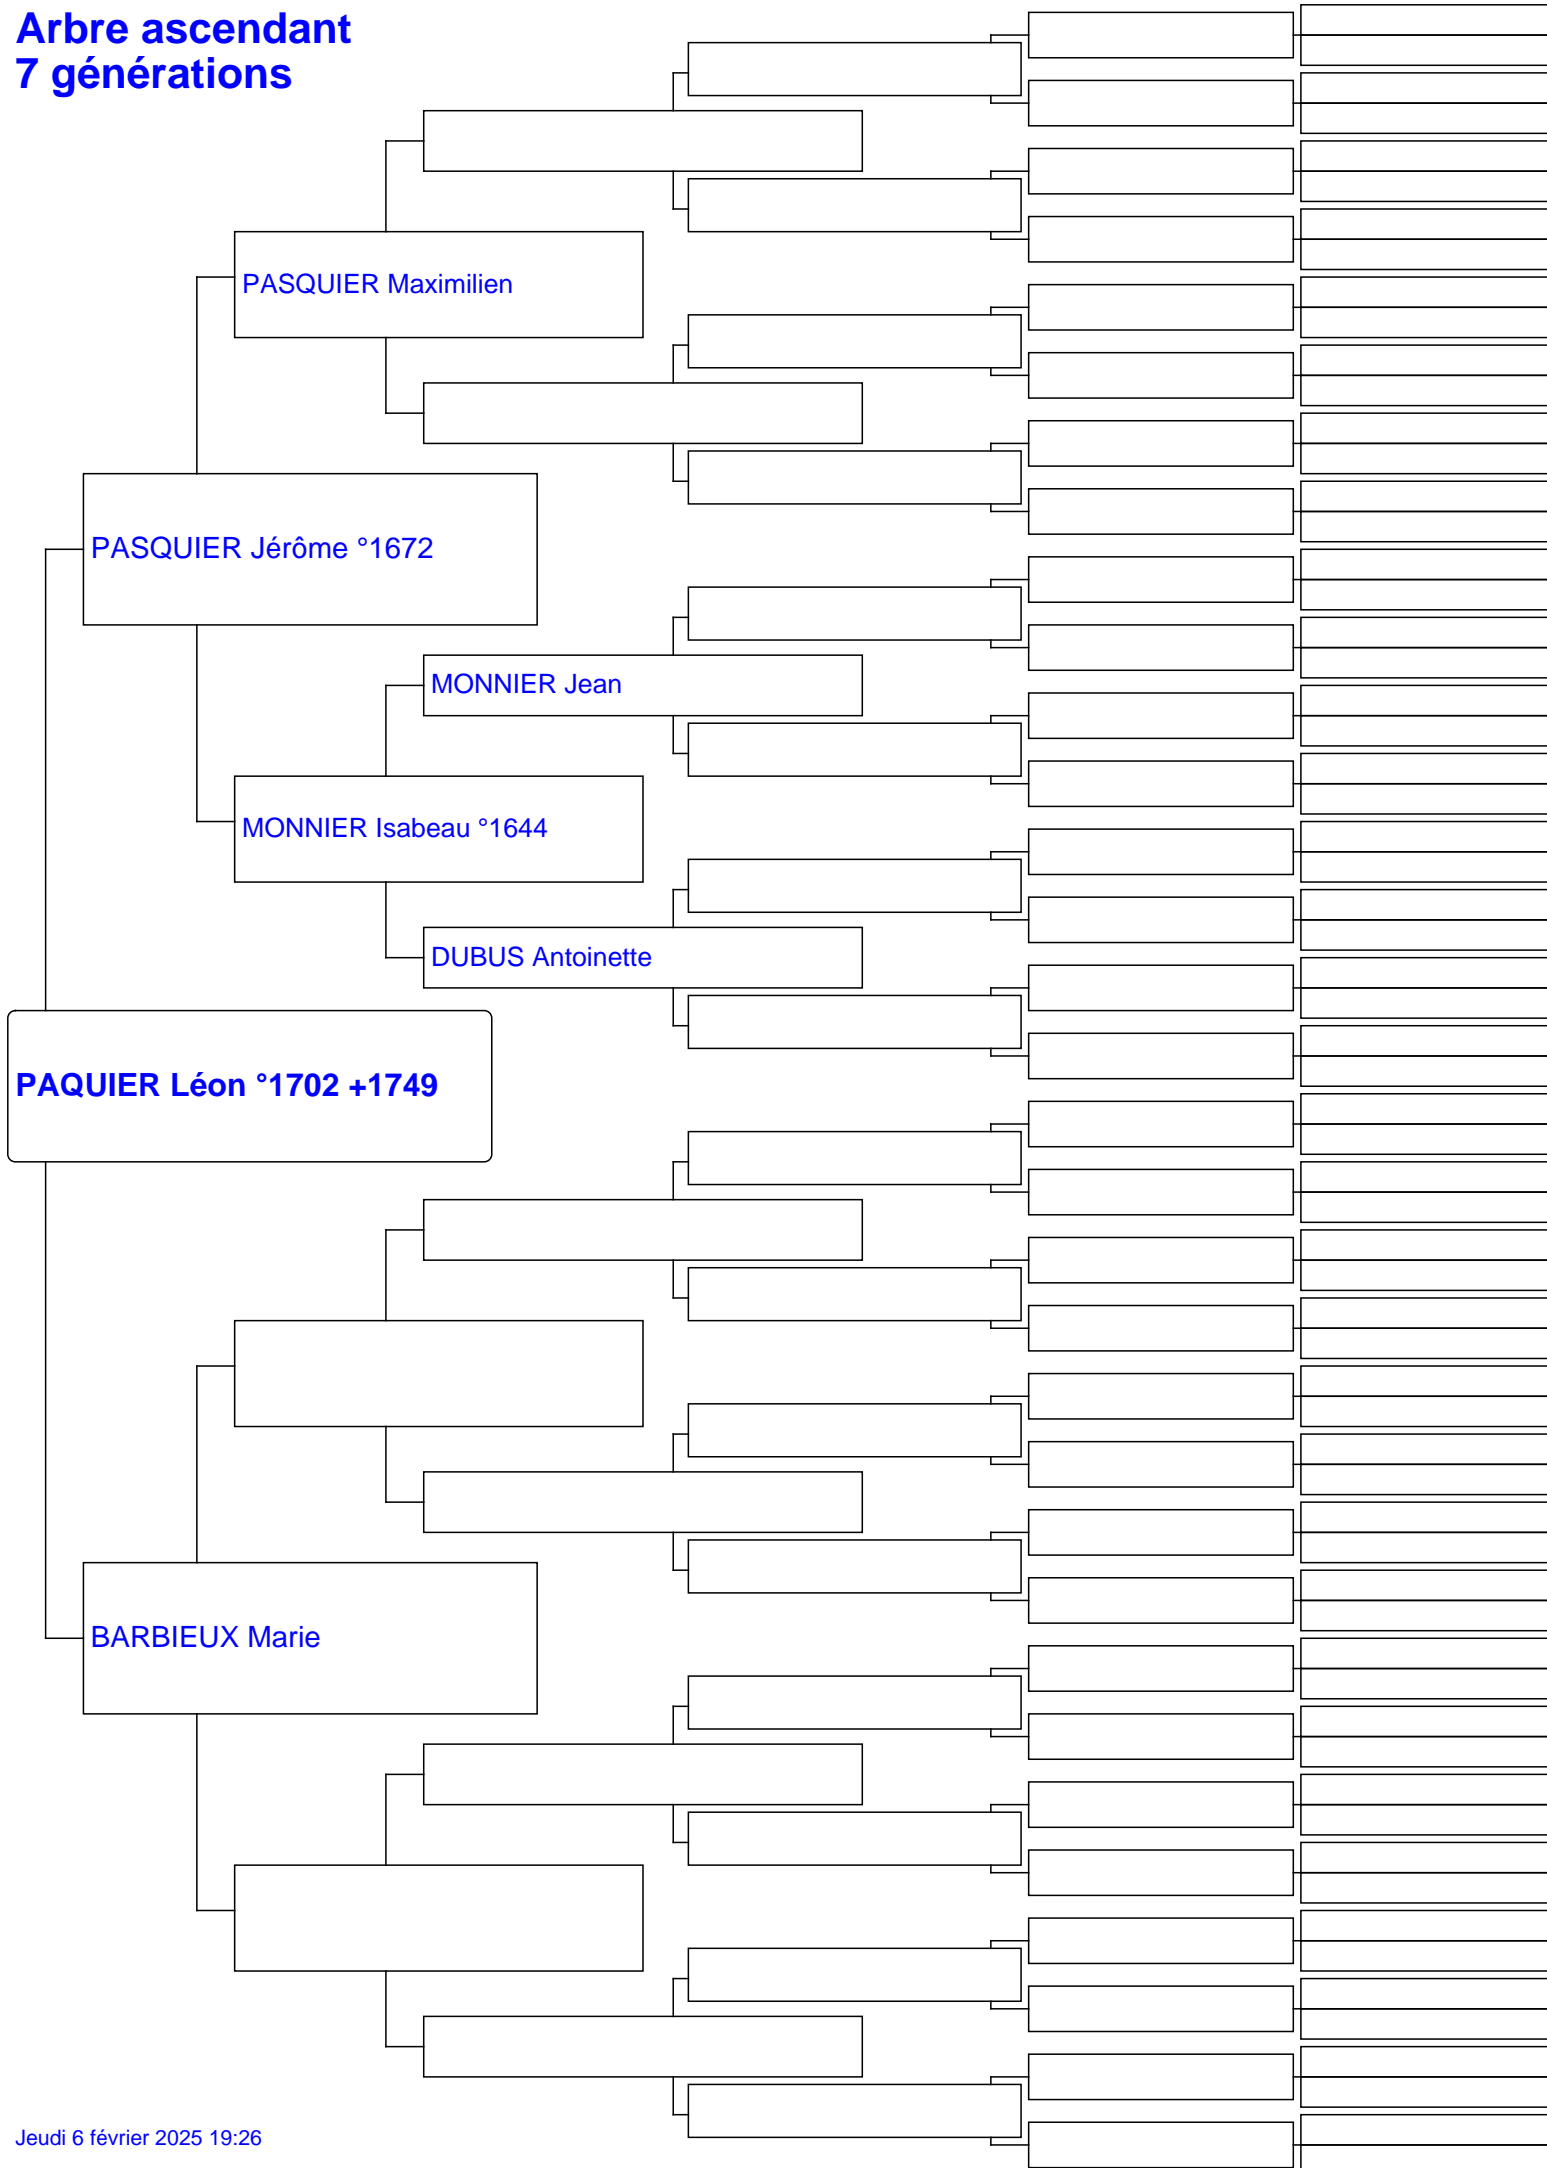 Arbre ascendant
7 générations
PASQUIER Maximilien
PASQUIER Jérôme °1672
MONNIER Jean
MONNIER Isabeau °1644
DUBUS Antoinette
PAQUIER Léon °1702 +1749
BARBIEUX Marie
Jeudi 6 février 2025 19:26